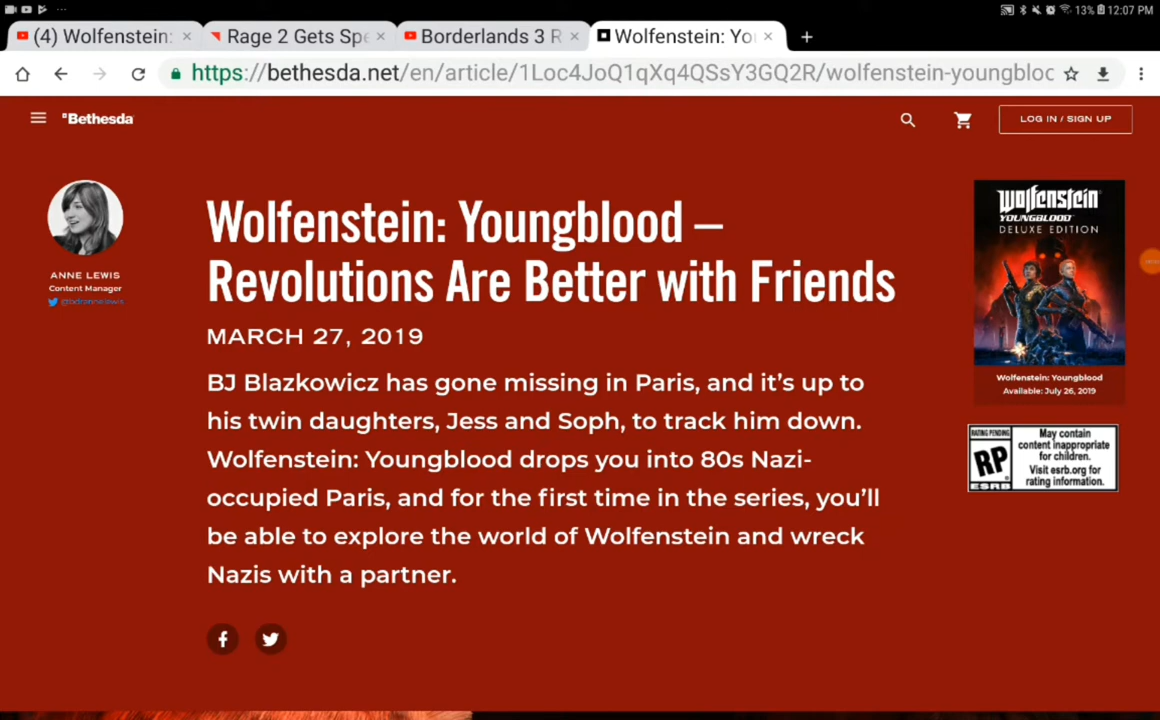 13% 12:07 PM
(4) Wolfenstein: × Rage 2 Gets Spe × Borderlands 3 R × Wolfenstein: Yo × +
https://bethesda.net/en/article/1Loc4JoQ1qXq4QSsY3GQ2R/wolfenstein-youngbloc
Bethesda
LOG IN / SIGN UP
ANNE LEWIS
Content Manager
@bdrannelewis
Wolfenstein: Youngblood –
Revolutions Are Better with Friends
MARCH 27, 2019
BJ Blazkowicz has gone missing in Paris, and it's up to
his twin daughters, Jess and Soph, to track him down.
Wolfenstein: Youngblood drops you into 80s Nazi-
occupied Paris, and for the first time in the series, you'll
be able to explore the world of Wolfenstein and wreck
Nazis with a partner.
Wolfenstein
YOUNGBLOOD
DELUXE EDITION
Wolfenstein: Youngblood
Available: July 26, 2019
RATING PENDING
RP
ESRB
May contain
content inappropriate
for children.
Visit esrb.org for
rating information.